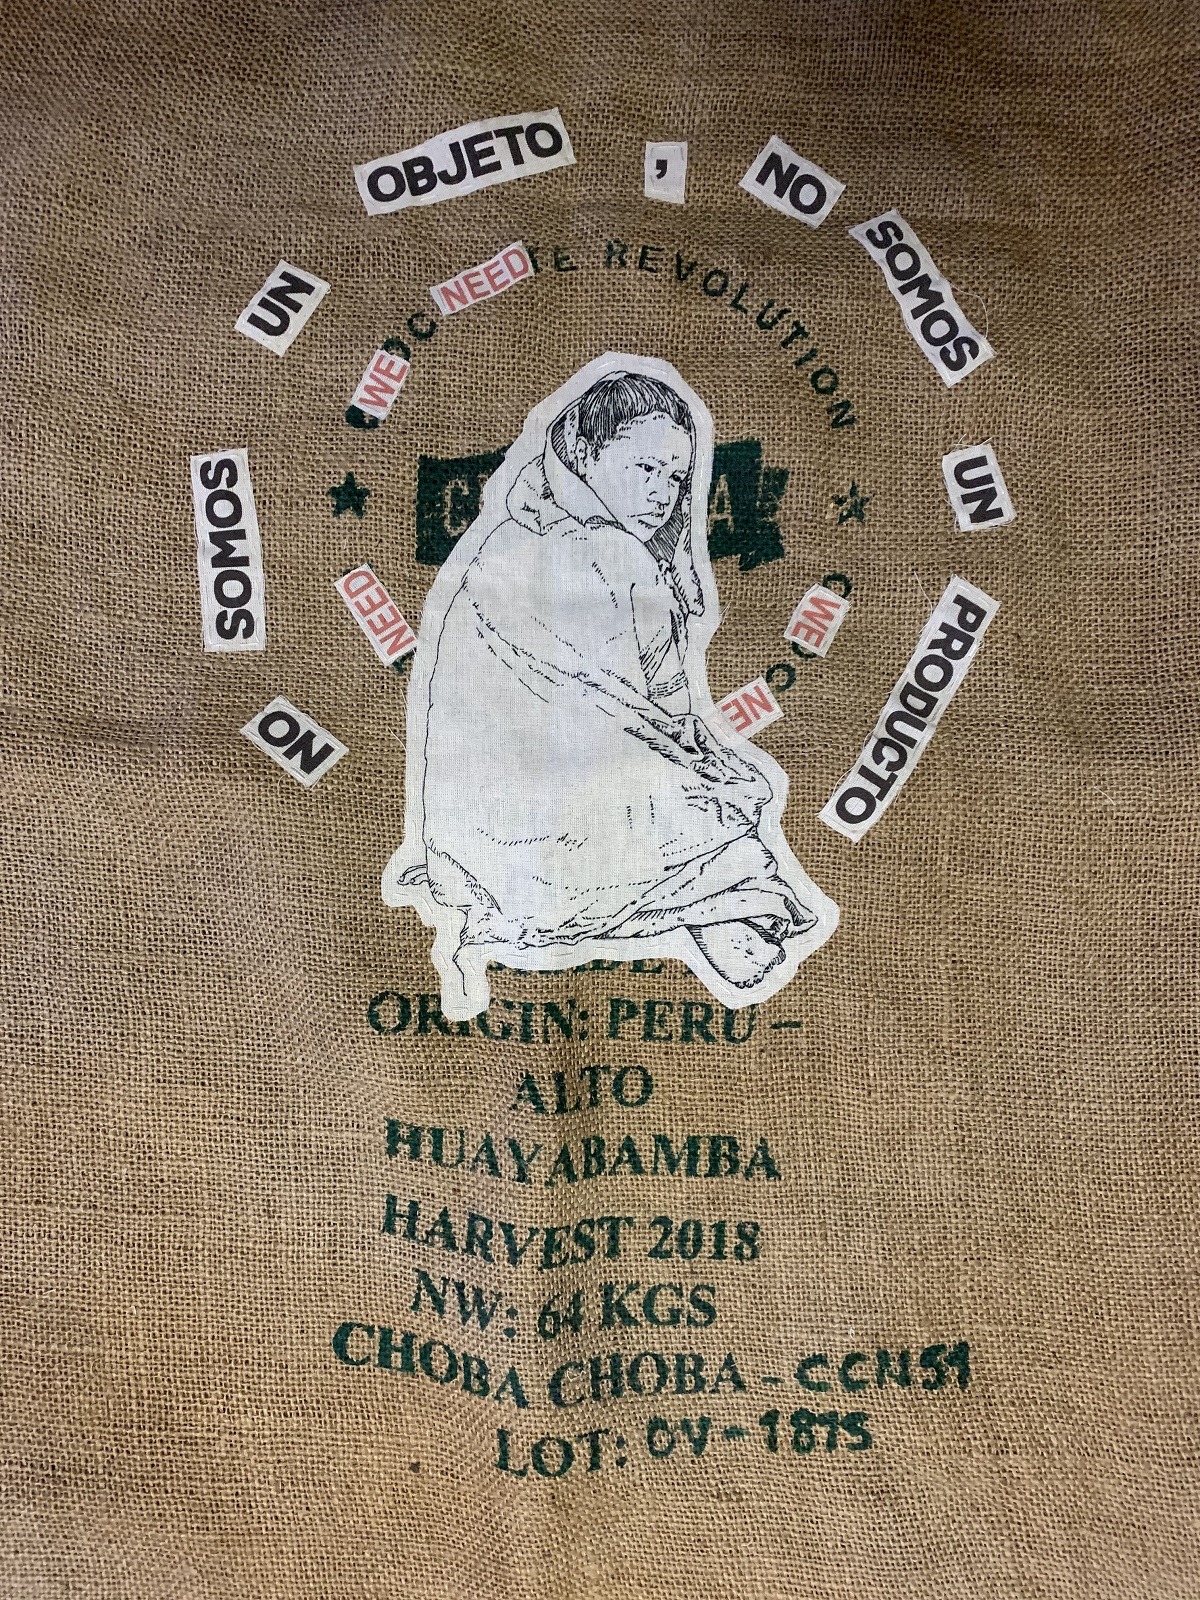 NO SOMOS UN OBJETO , NO SOMOS UN PRODUCTO
WE NEED
REVOLUTION
NEED
WE
NE
ORIGIN: PERU –
ALTO
HUAYABAMBA
HARVEST 2018
NW: 64 KGS
CHOBA CHOBA - CCN51
LOT: OV-1875